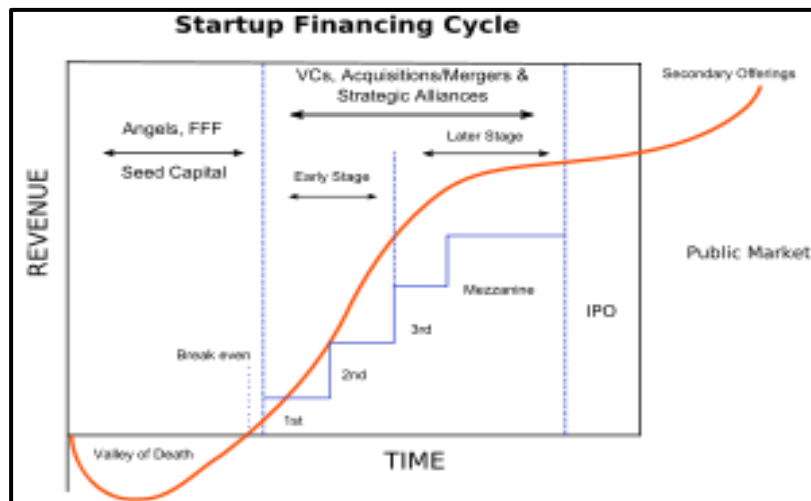 Startup Financing Cycle
VCs, Acquisitions/Mergers &
Strategic Alliances
Secondary Offerings
Angels, FFF
Later Stage
Seed Capital
Early Stage
REVENUE
Public Market
Mezzanine
IPO
3rd
Break even
2nd
1st
Valley of Death
TIME